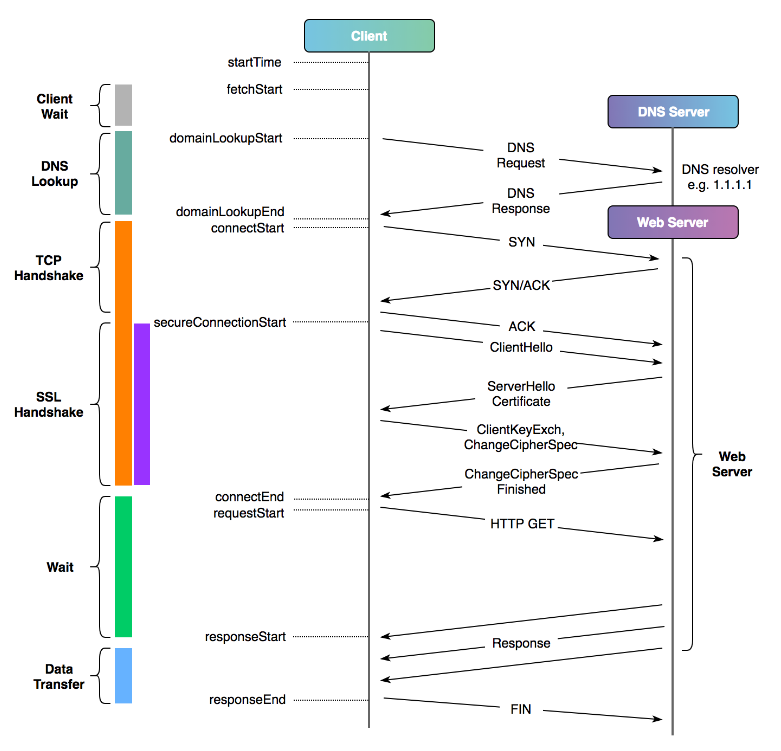 Client
startTime
fetchStart
Client
Wait
DNS Server
domainLookupStart
DNS
Request
DNS
Lookup
DNS resolver
e.g. 1.1.1.1
DNS
Response
domainLookupEnd
connectStart
Web Server
SYN
TCP
Handshake
SYN/ACK
secureConnectionStart
ACK
ClientHello
SSL
Handshake
ServerHello
Certificate
ClientKeyExch,
ChangeCipherSpec
Web
Server
ChangeCipherSpec
Finished
connectEnd
requestStart
HTTP GET
Wait
responseStart
Response
Data
Transfer
responseEnd
FIN